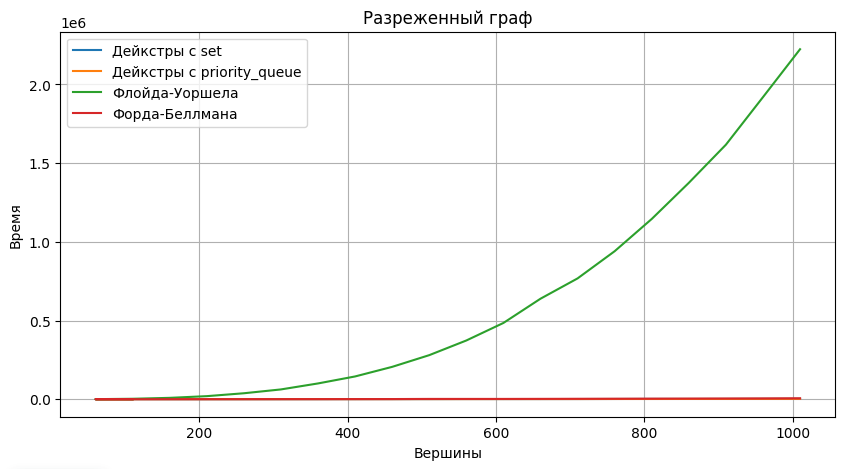 Разреженный граф
1e6
Дейкстры с set
Дейкстры с priority_queue
Флойда-Уоршела
Форда-Беллмана
2.0
1.5
1.0
0.5
0.0
Время
200
400
600
800
1000
Вершины